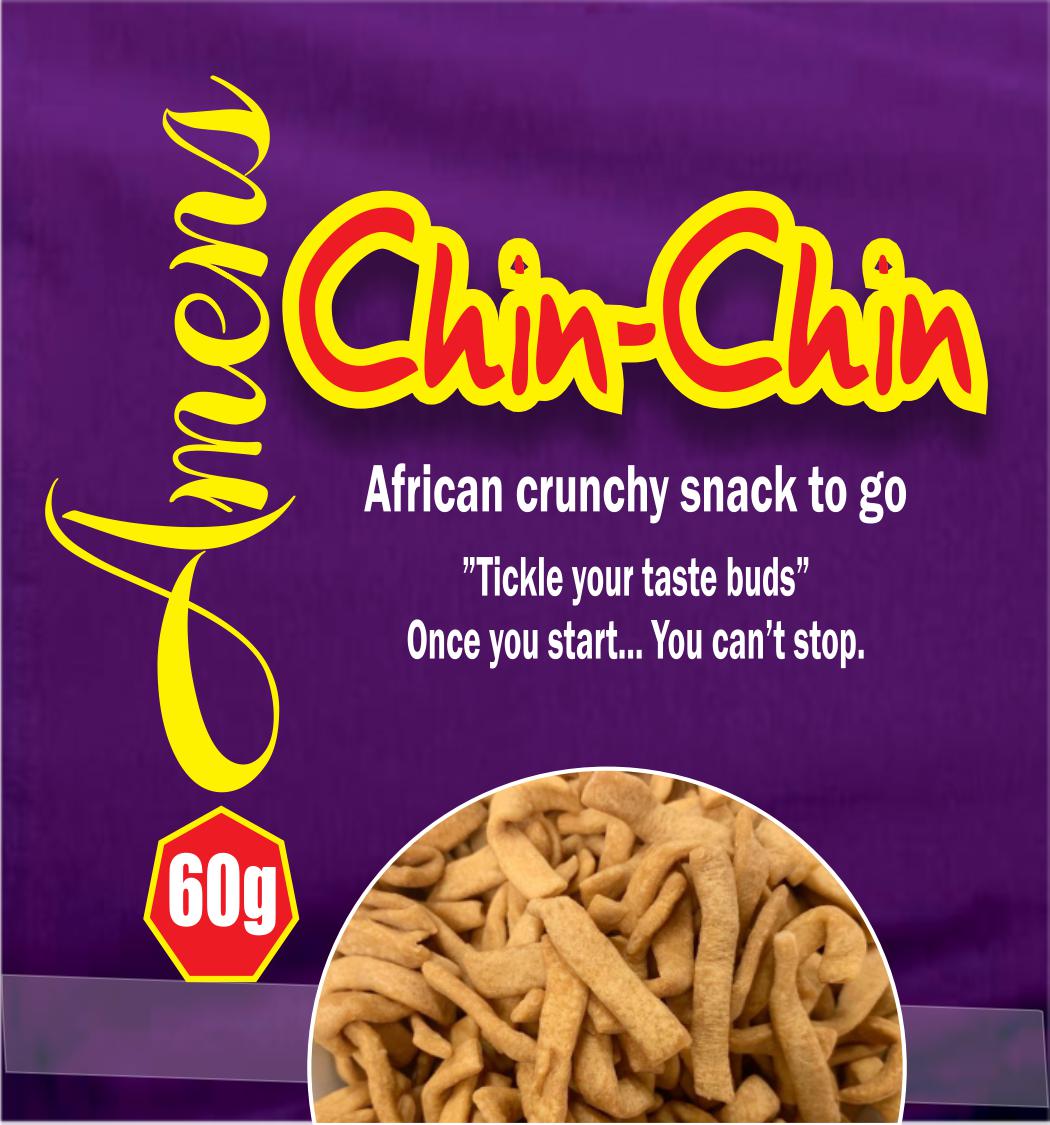 Amens
Chin-Chin
African crunchy snack to go
”Tickle your taste buds”
Once you start... You can’t stop.
60g